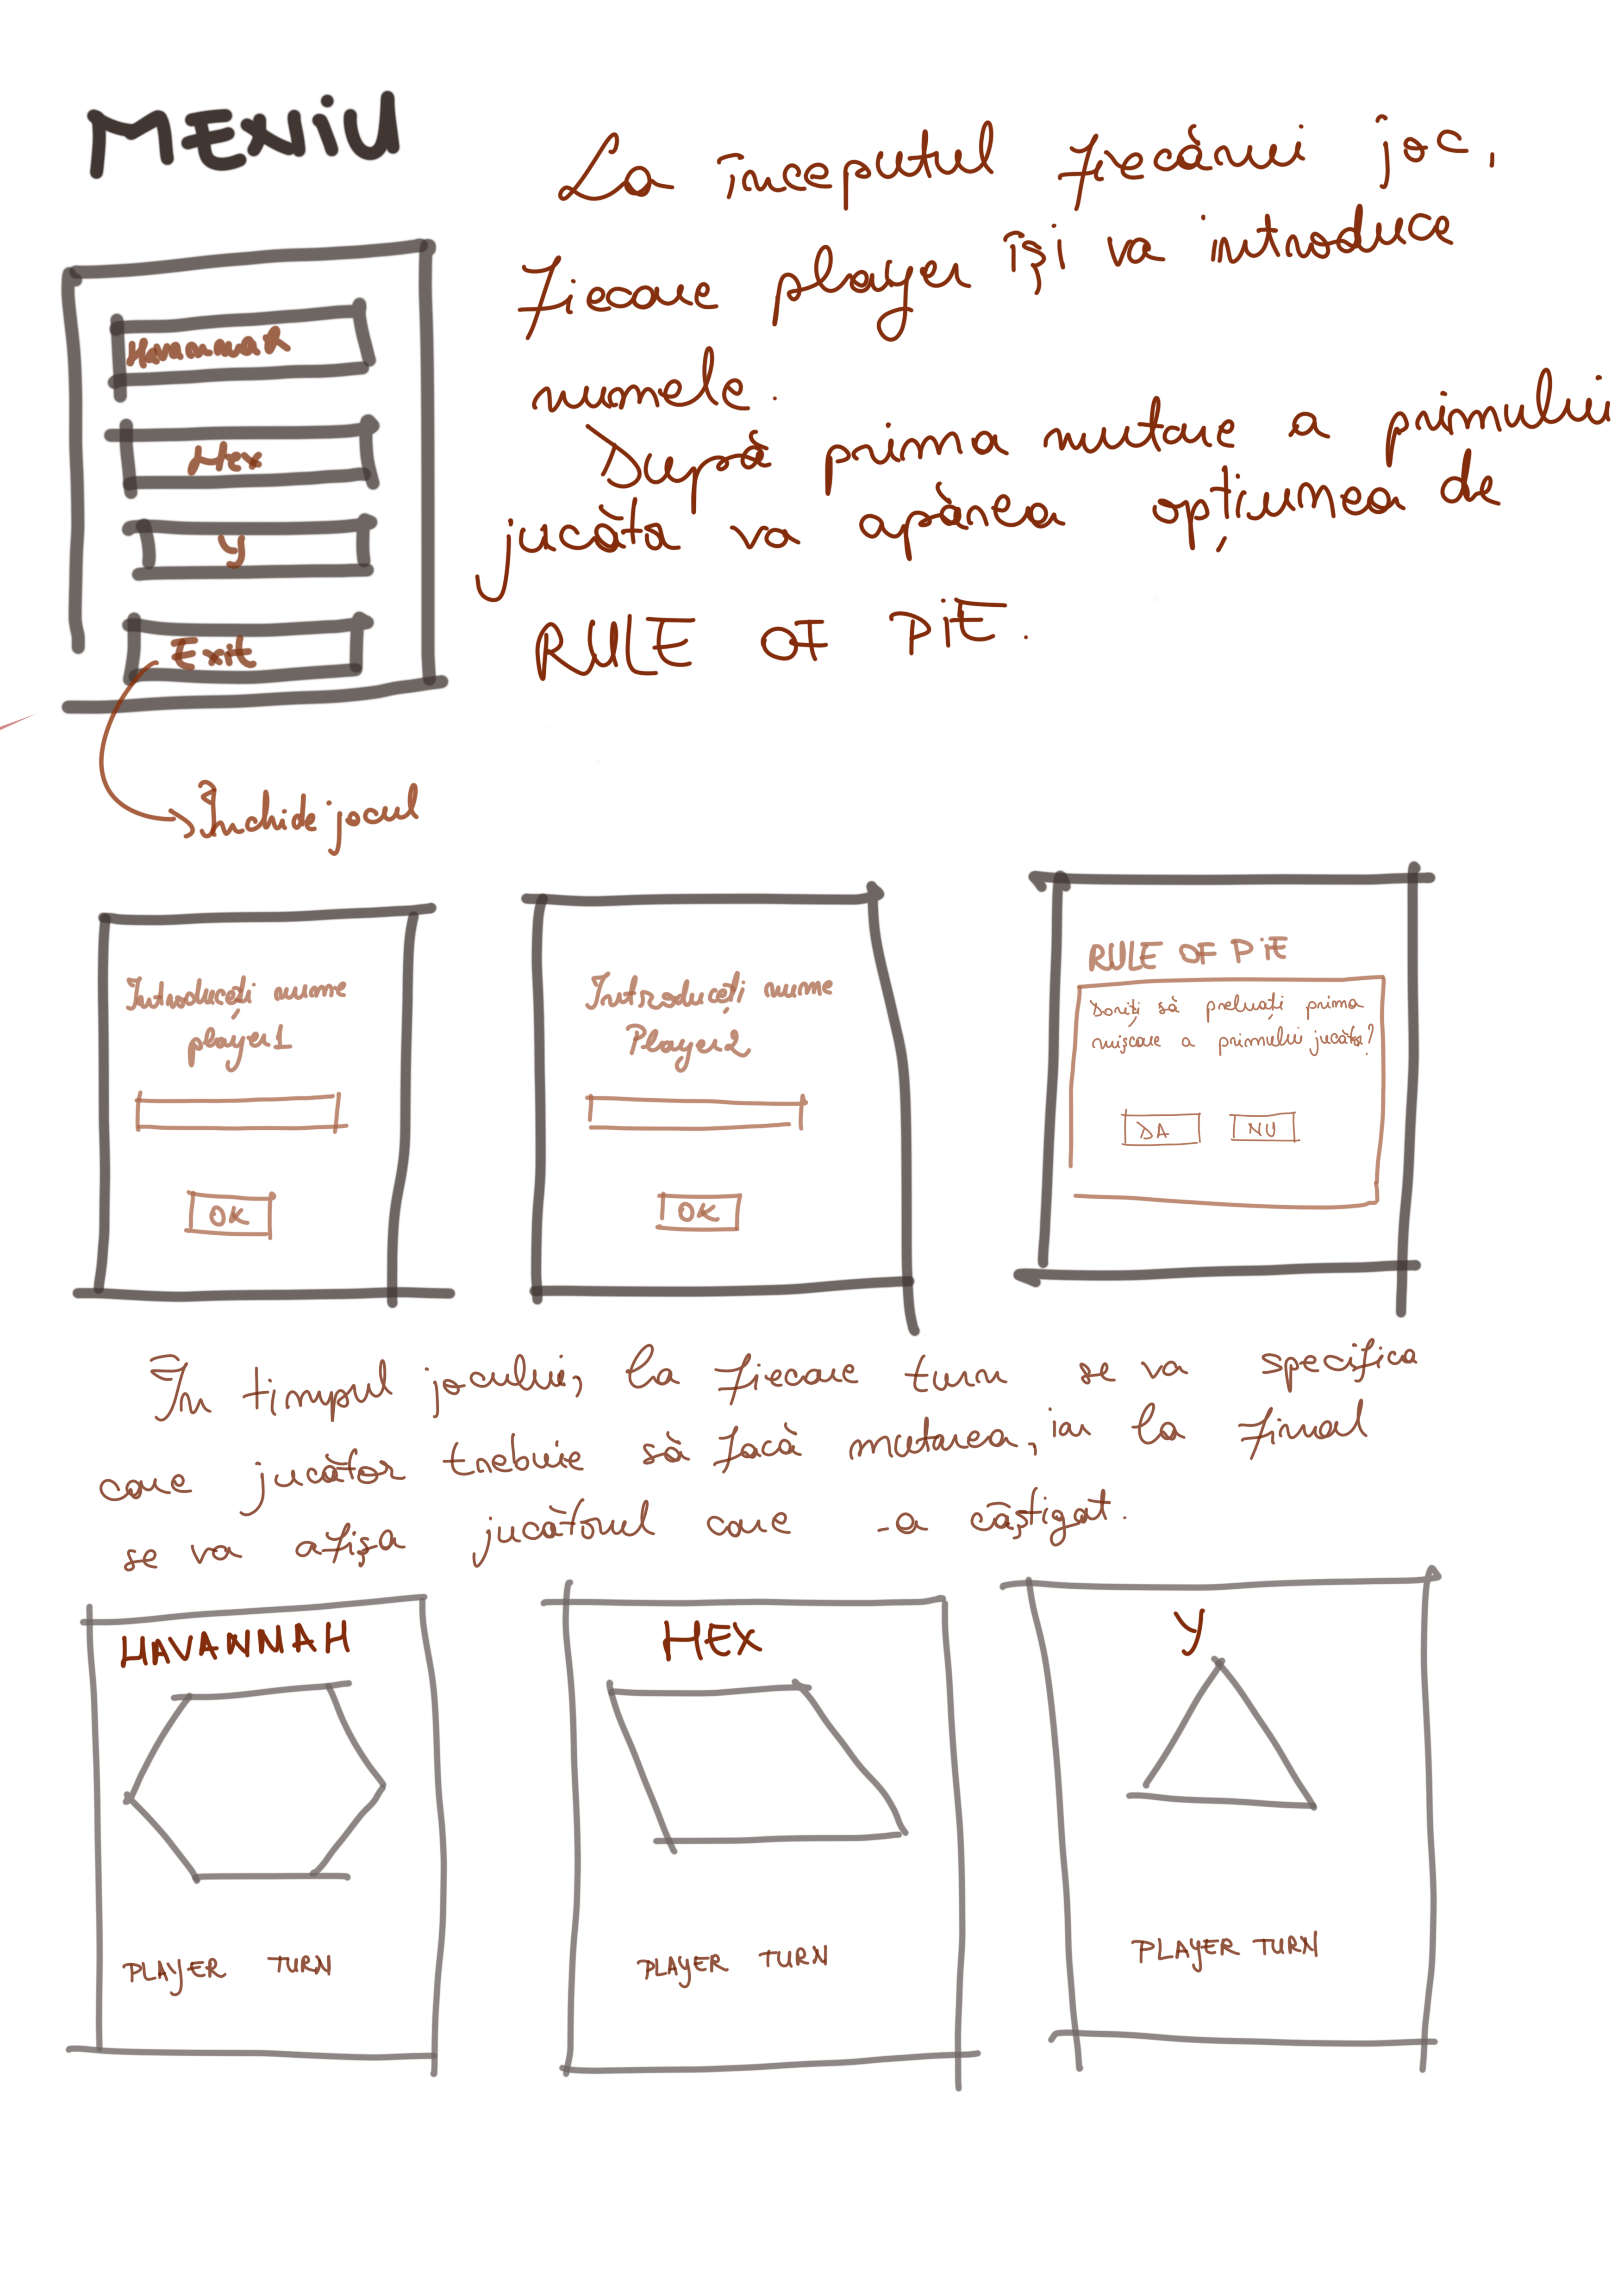 MENIU
La începutul fiecărui joc,
fiecare player își va introduce
numele.
După prima mutare a primului
jucăto va apărea opțiunea de
RULE OF PIE.
Havannah
Hex
Y
Exit
Închide jocul
Introduceți nume
player1
OK
Introduceți nume
Player2
OK
RULE OF PIE
Doriți să preluați prima
mișcare a primului jucător?
DA
NU
În timpul jocului, la fiecare turn se va specifica
care jucător trebuie să facă mutarea, iar la final
se va afișa jucătorul care -a câștigat.
HAVANNAH
PLAYER TURN
HEX
PLAYER TURN
Y
PLAYER TURN